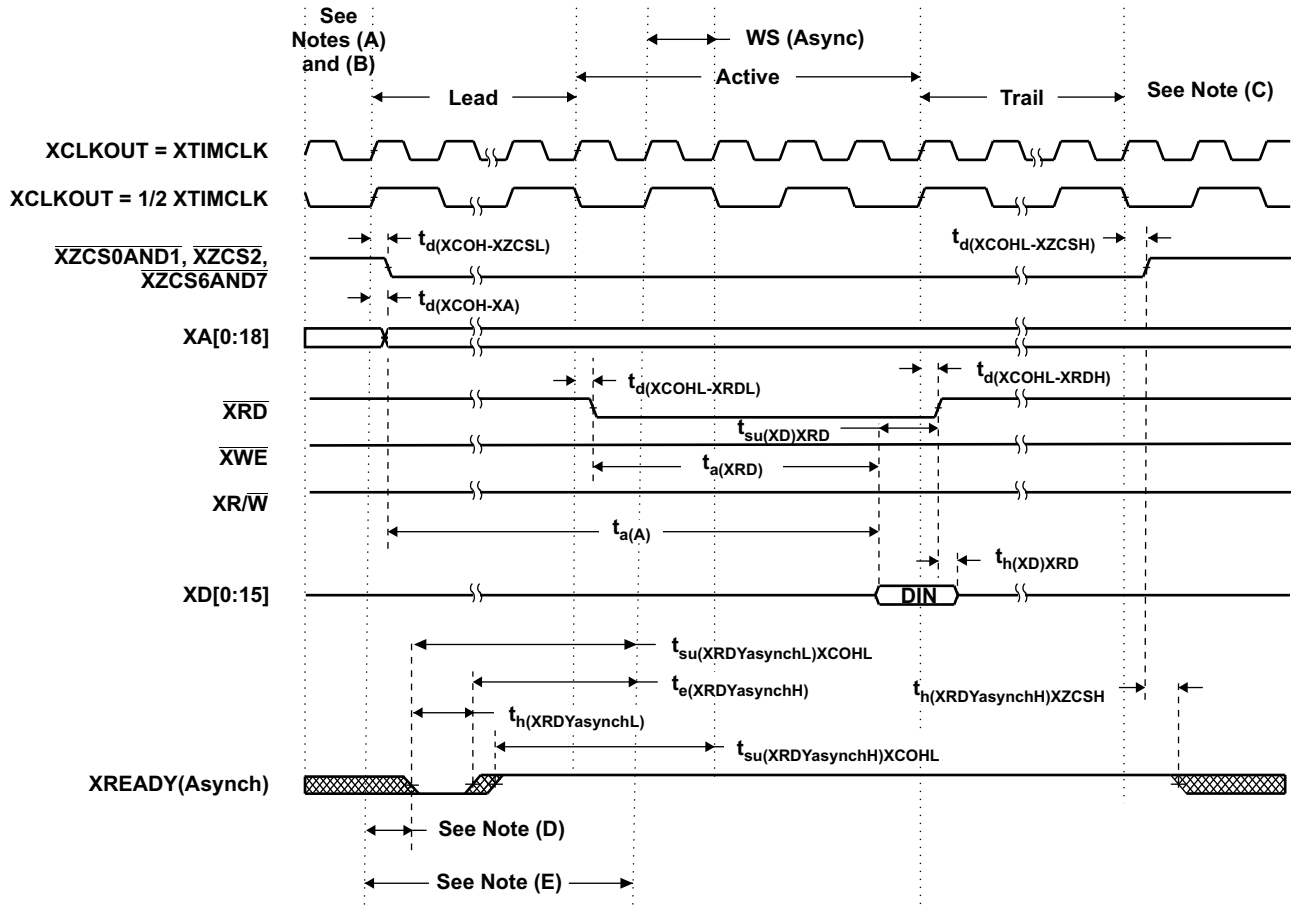 See
Notes (A)
and (B)
WS (Async)
Active
Lead
Trail
See Note (C)
XCLKOUT = XTIMCLK
XCLKOUT = 1/2 XTIMCLK
td(XCOH-XZCSL)
td(XCOHL-XZCSH)
XZCS0AND1, XZCS2,
XZCS6AND7
td(XCOH-XA)
XA[0:18]
td(XCOHL-XRDL)
td(XCOHL-XRDH)
XRD
tsu(XD)XRD
XWE
ta(XRD)
XR/W
ta(A)
th(XD)XRD
XD[0:15]
DIN
tsu(XRDYasynchL)XCOHL
te(XRDYasynchH)
th(XRDYasynchH)XZCSH
th(XRDYasynchL)
tsu(XRDYasynchH)XCOHL
XREADY(Asynch)
See Note (D)
See Note (E)